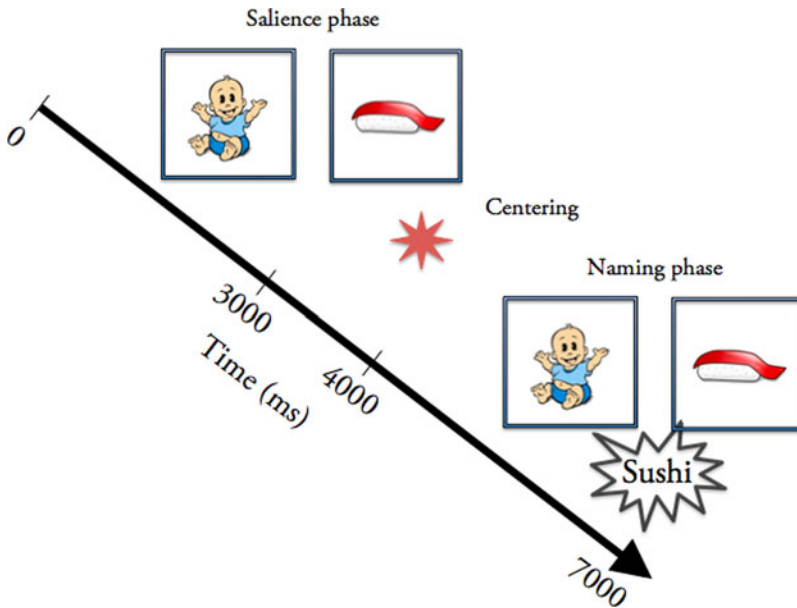 Salience phase
0
Centering
Naming phase
3000
Time (ms)
4000
Sushi
7000